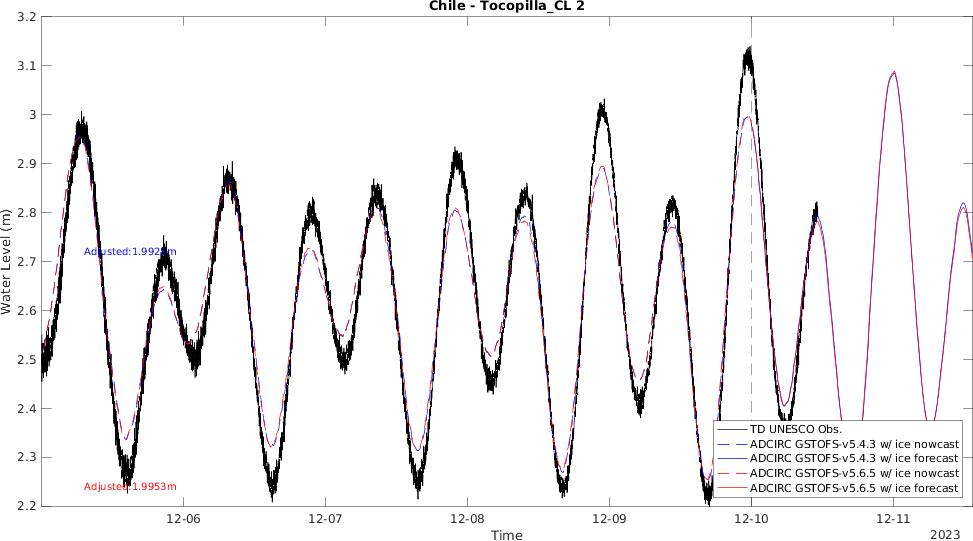 Chile - Tocopilla_CL 2
3.2
3.1
3
2.9
2.8
2.7
2.6
2.5
2.4
2.3
2.2
Water Level (m)
Adjusted:1.9928m
Adjusted:1.9953m
TD UNESCO Obs.
ADCIRC GSTOFS-v5.4.3 w/ ice nowcast
ADCIRC GSTOFS-v5.4.3 w/ ice forecast
ADCIRC GSTOFS-v5.6.5 w/ ice nowcast
ADCIRC GSTOFS-v5.6.5 w/ ice forecast
12-06 12-07 12-08 12-09 12-10 12-11
Time
2023